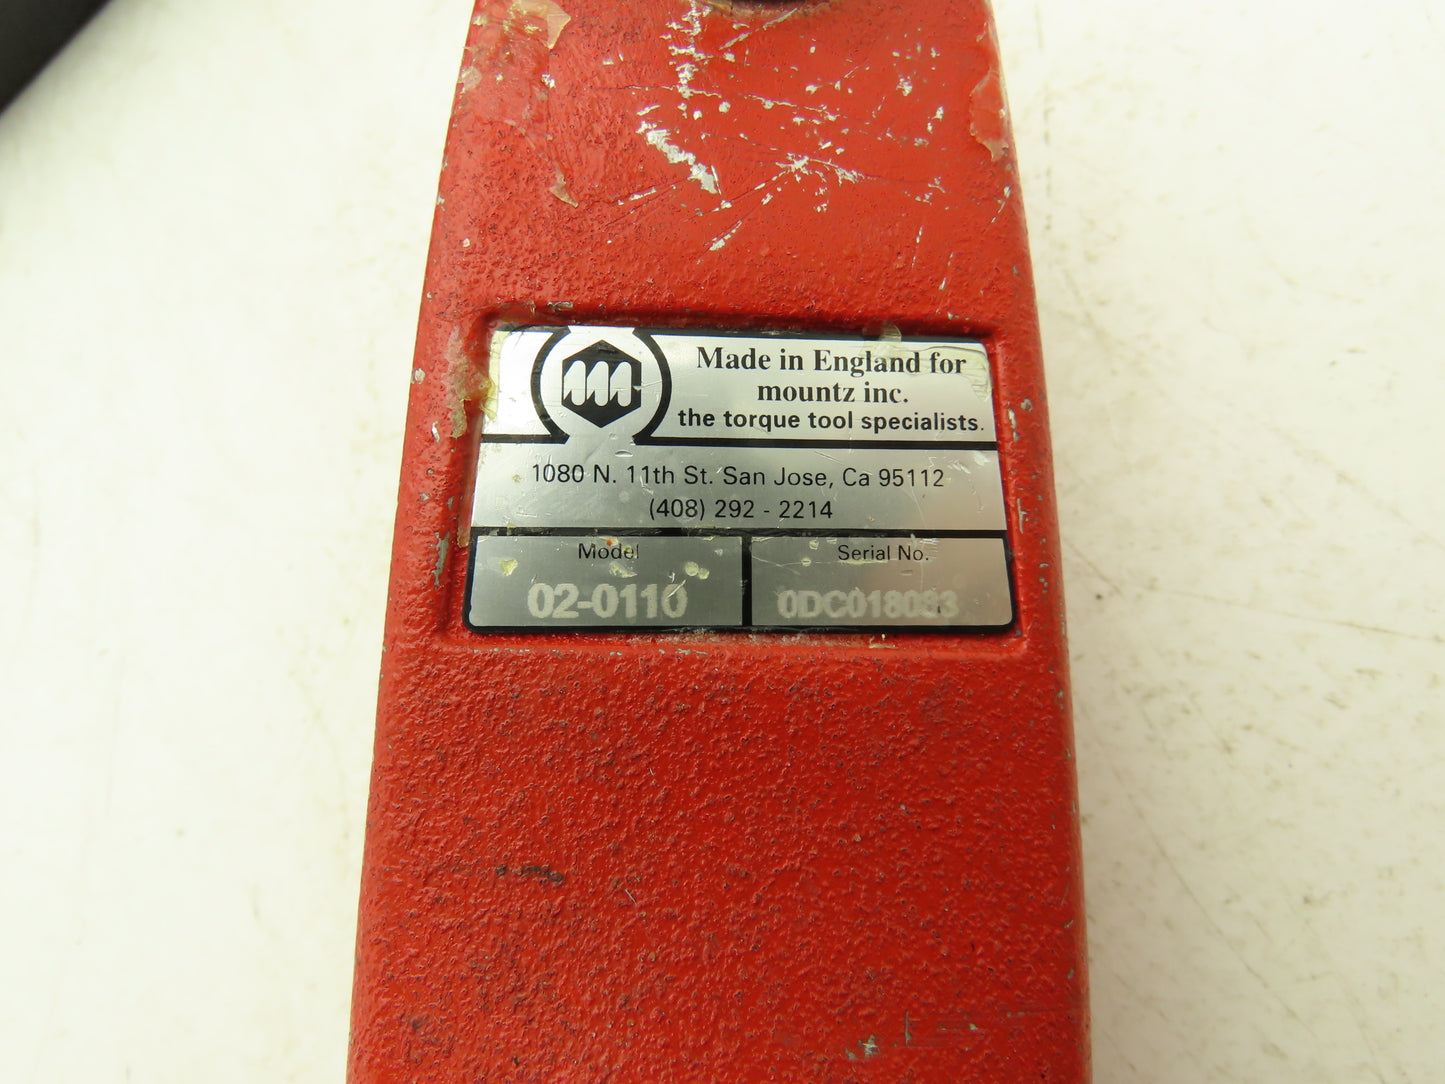 Made in England for
mountz inc.
the torque tool specialists.
1080 N. 11th St. San Jose, Ca 95112
(408) 292 - 2214
Model
02-0110
Serial No.